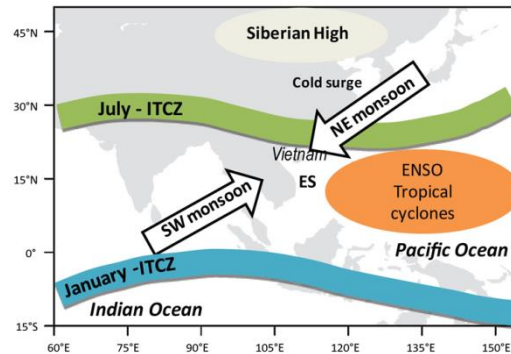 45°N
Siberian High
Cold surge
30°N
July - ITCZ
NE monsoon
Vietnam
15°N
ES
ENSO
Tropical
cyclones
SW monsoon
0°
Pacific Ocean
January -ITCZ
Indian Ocean
15°S
60°E 75°E 90°E 105°E 120°E 135°E 150°E